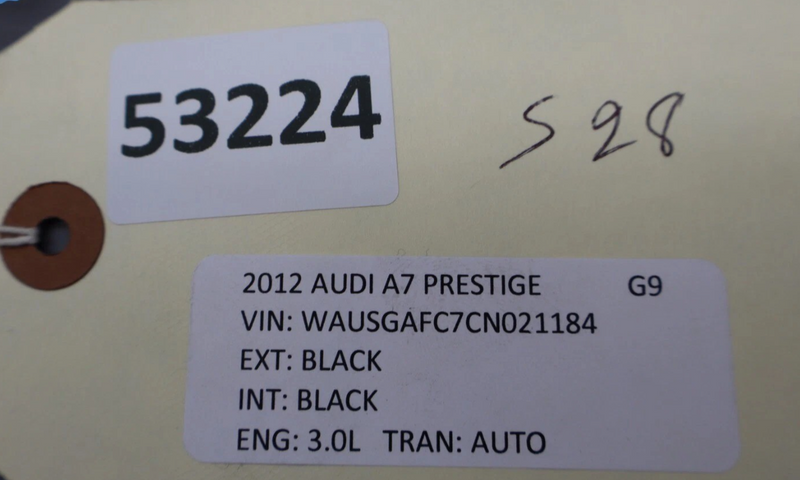 53224
S 28
2012 AUDI A7 PRESTIGE G9
VIN: WAUSGAFC7CN021184
EXT: BLACK
INT: BLACK
ENG: 3.0L TRAN: AUTO